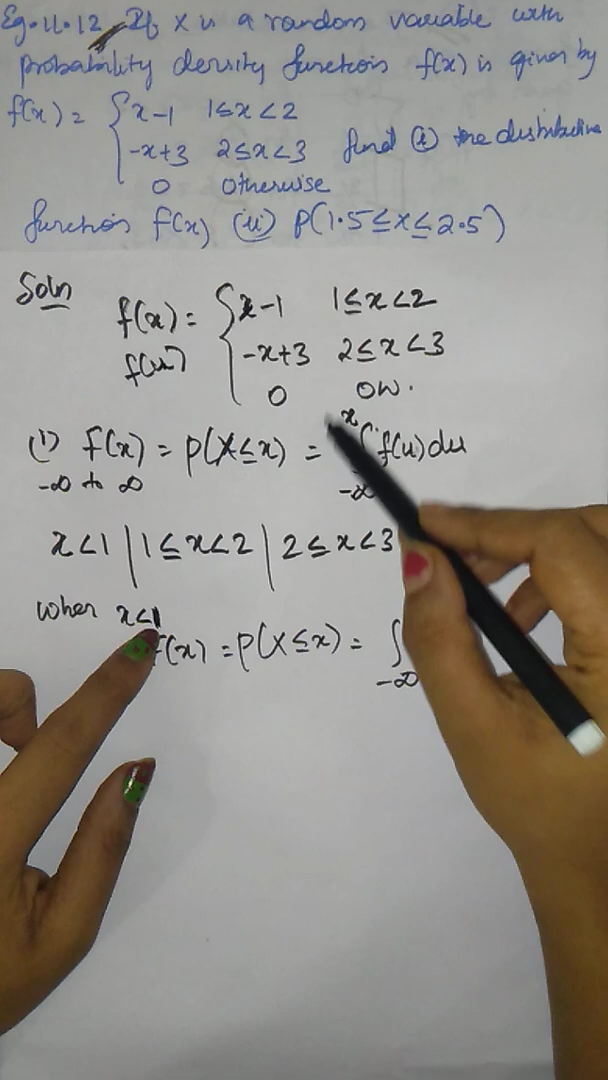 Eg.11.12 If X is a random variable with
probability density function f(x) is given by
f(x) = { x-1 1≤x<2
-x+3 2≤x<3 find (i) the distributive
0 otherwise
function f(x) (ii) P(1.5≤x≤2.5)
Soln
f(x) = { x-1 1≤x<2
f(u) -x+3 2≤x<3
0 OW.
(i) f(x) = P(X≤x) = ∫ x -∞ f(u)du
-∞ to ∞
x<1 | 1≤x<2 | 2≤x<3
When x<1
f(x) = P(X≤x) = ∫ -∞